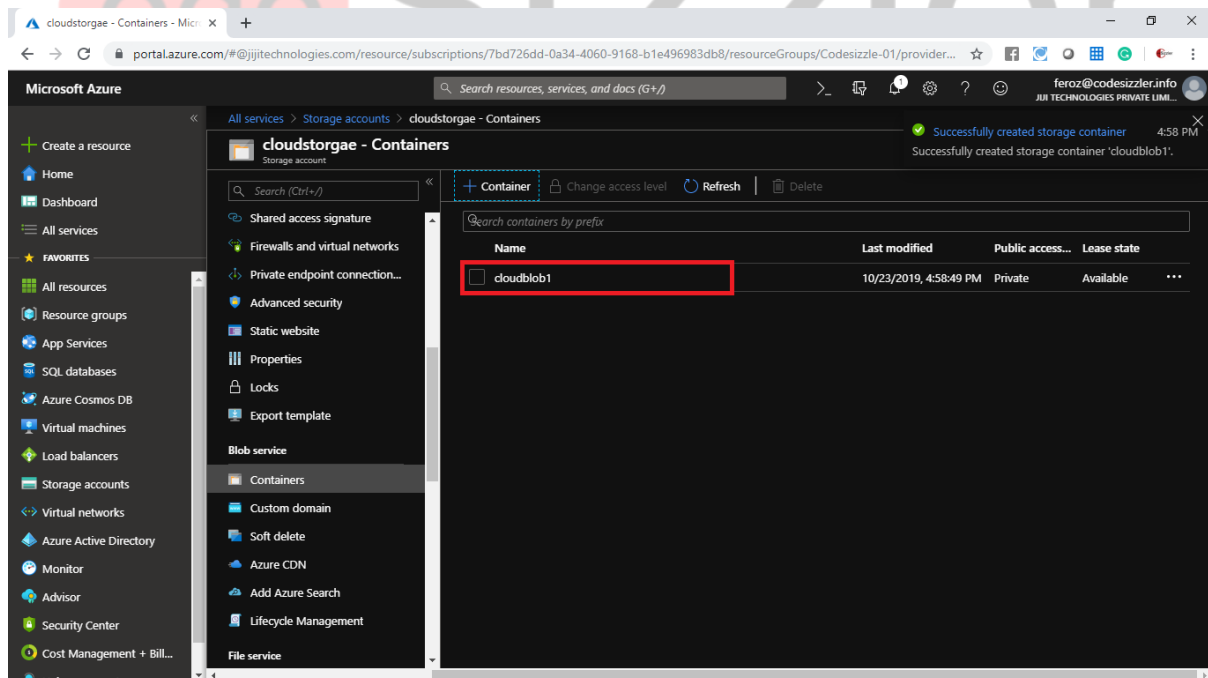 cloudstorgae - Containers - Micr
portal.azure.com/#@jijitechnologies.com/resource/subscriptions/7bd726dd-0a34-4060-9168-b1e496983db8/resourceGroups/Codesizzle-01/provider...
Microsoft Azure
Search resources, services, and docs (G+/)
1
feroz@codesizzler.info
JIJI TECHNOLOGIES PRIVATE LIMI...
All services > Storage accounts > cloudstorgae - Containers
Successfully created storage container 4:58 PM
Successfully created storage container 'cloudblob1'.
cloudstorgae - Containers
Storage account
Create a resource
Home
Dashboard
All services
FAVORITES
All resources
Resource groups
App Services
SQL databases
Azure Cosmos DB
Virtual machines
Load balancers
Storage accounts
Virtual networks
Azure Active Directory
Monitor
Advisor
Security Center
Cost Management + Bill...
Search (Ctrl+/)
Shared access signature
Firewalls and virtual networks
Private endpoint connection...
Advanced security
Static website
Properties
Locks
Export template
Blob service
Containers
Custom domain
Soft delete
Azure CDN
Add Azure Search
Lifecycle Management
File service
Container Change access level Refresh Delete
Search containers by prefix
Name Last modified Public access... Lease state
cloudblob1 10/23/2019, 4:58:49 PM Private Available